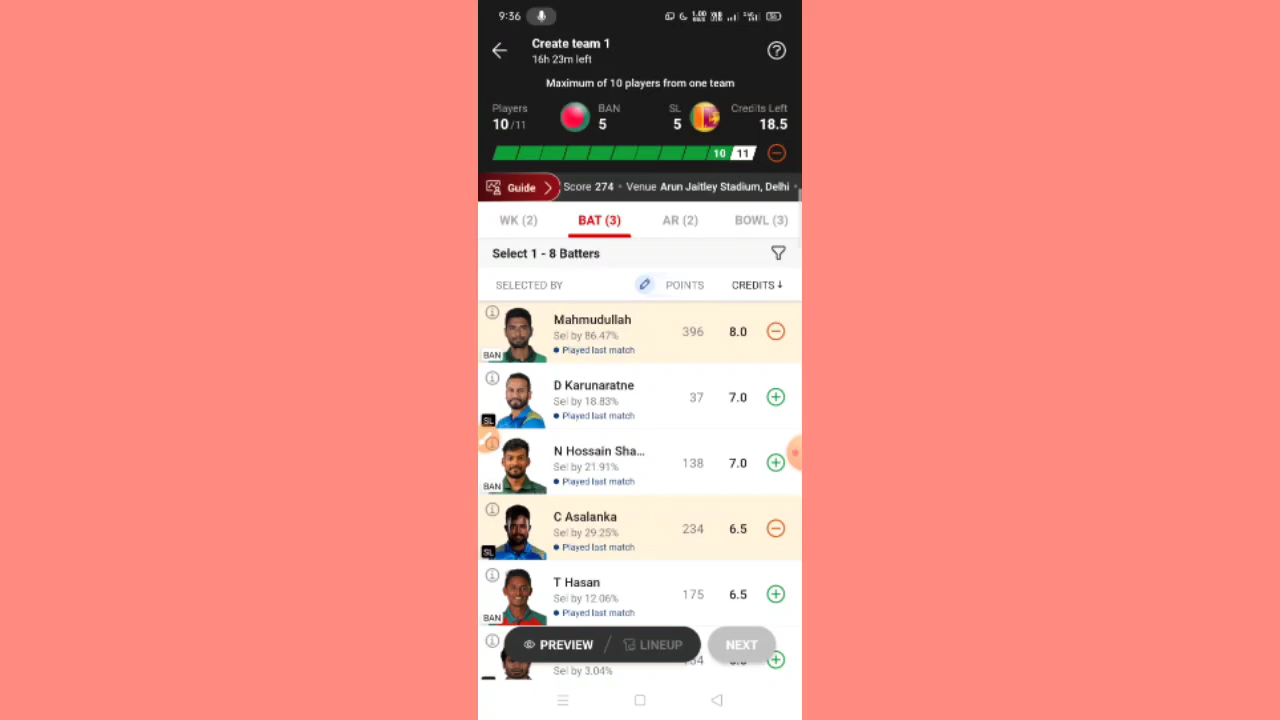 9:36
1.00
Create team 1
16h 23m left
Maximum of 10 players from one team
Players BAN SL Credits Left
10/11 5 5 18.5
10 11
Guide Score 274 • Venue Arun Jaitley Stadium, Delhi
WK (2) BAT (3) AR (2) BOWL (3)
Select 1 - 8 Batters
SELECTED BY POINTS CREDITS↓
Mahmudullah
Sel by 86.47% 396 8.0
Played last match
BAN
D Karunaratne
Sel by 18.83% 37 7.0
Played last match
SL
N Hossain Sha...
Sel by 21.91% 138 7.0
Played last match
BAN
C Asalanka
Sel by 29.25% 234 6.5
Played last match
SL
T Hasan
Sel by 12.06% 175 6.5
Played last match
BAN
PREVIEW / LINEUP NEXT
Sel by 3.04%